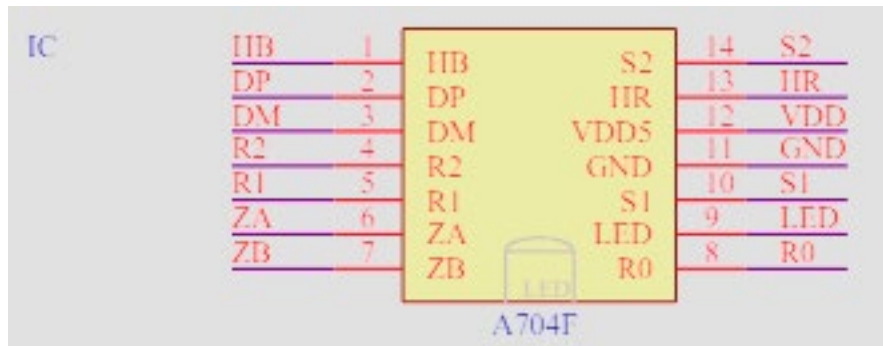 IC
HB 1 HB S2 14 S2
DP 2 DP HR 13 HR
DM 3 DM VDD5 12 VDD
R2 4 R2 GND 11 GND
R1 5 R1 S1 10 S1
ZA 6 ZA LED 9 LED
ZB 7 ZB R0 8 R0
LED
A704F